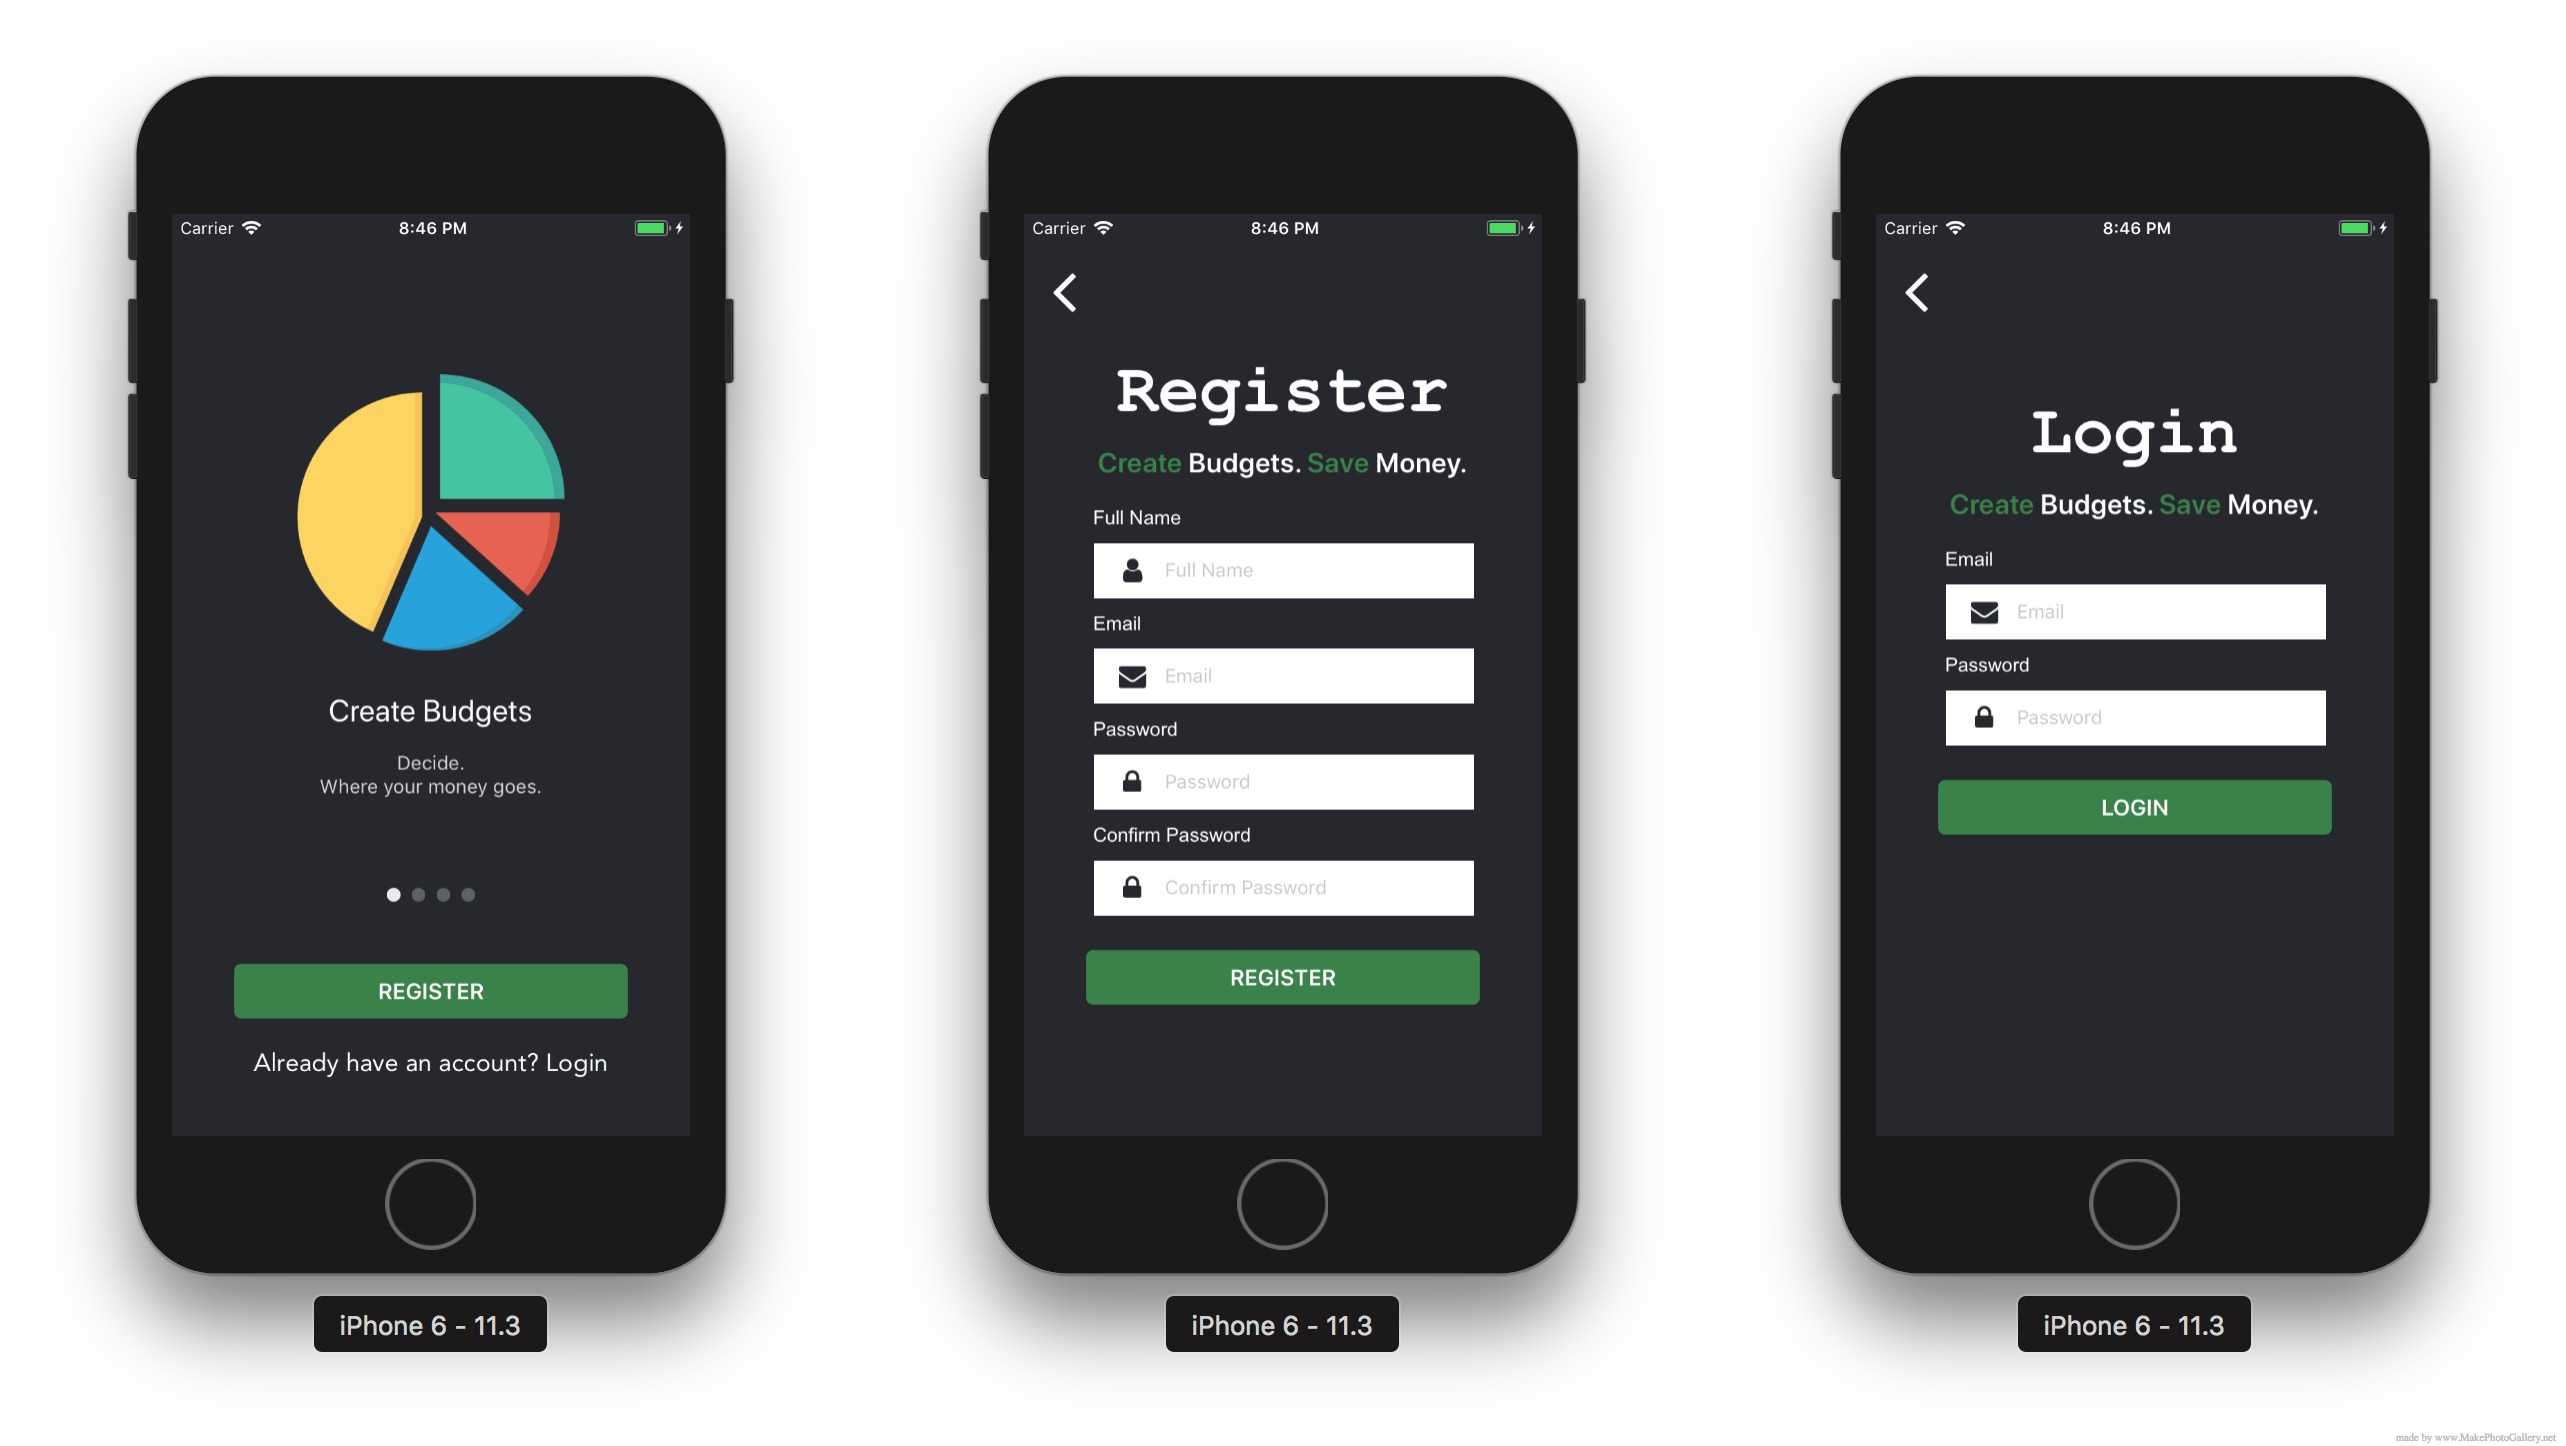 Carrier 8:46 PM
Create Budgets
Decide.
Where your money goes.
REGISTER
Already have an account? Login
iPhone 6 - 11.3
Carrier 8:46 PM
Register
Create Budgets. Save Money.
Full Name
Full Name
Email
Email
Password
Password
Confirm Password
Confirm Password
REGISTER
iPhone 6 - 11.3
Carrier 8:46 PM
Login
Create Budgets. Save Money.
Email
Email
Password
Password
LOGIN
iPhone 6 - 11.3
made by www.MakePhotoGallery.net